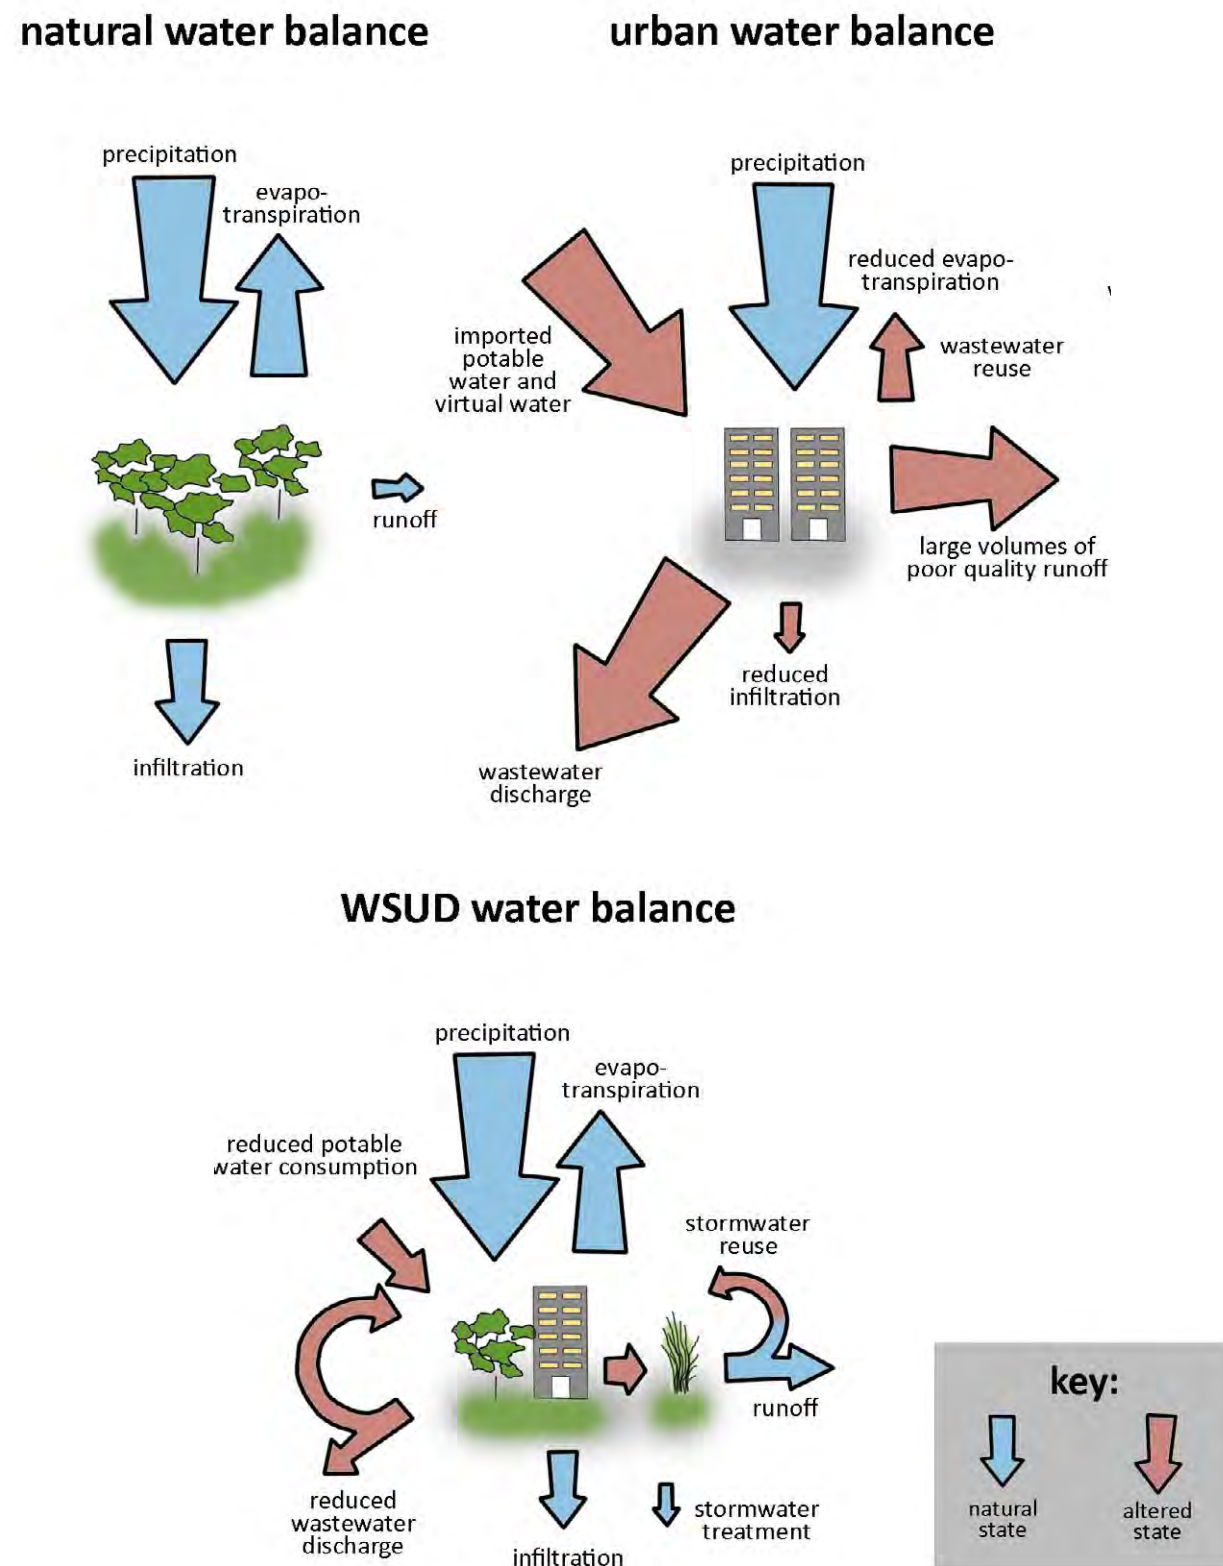 natural water balance
urban water balance
precipitation
evapo-
transpiration
runoff
infiltration
precipitation
reduced evapo-
transpiration
imported
potable
water and
virtual water
wastewater
reuse
large volumes of
poor quality runoff
reduced
infiltration
wastewater
discharge
WSUD water balance
precipitation
evapo-
transpiration
reduced potable
water consumption
stormwater
reuse
runoff
reduced
wastewater
discharge
infiltration
stormwater
treatment
key:
natural
state
altered
state